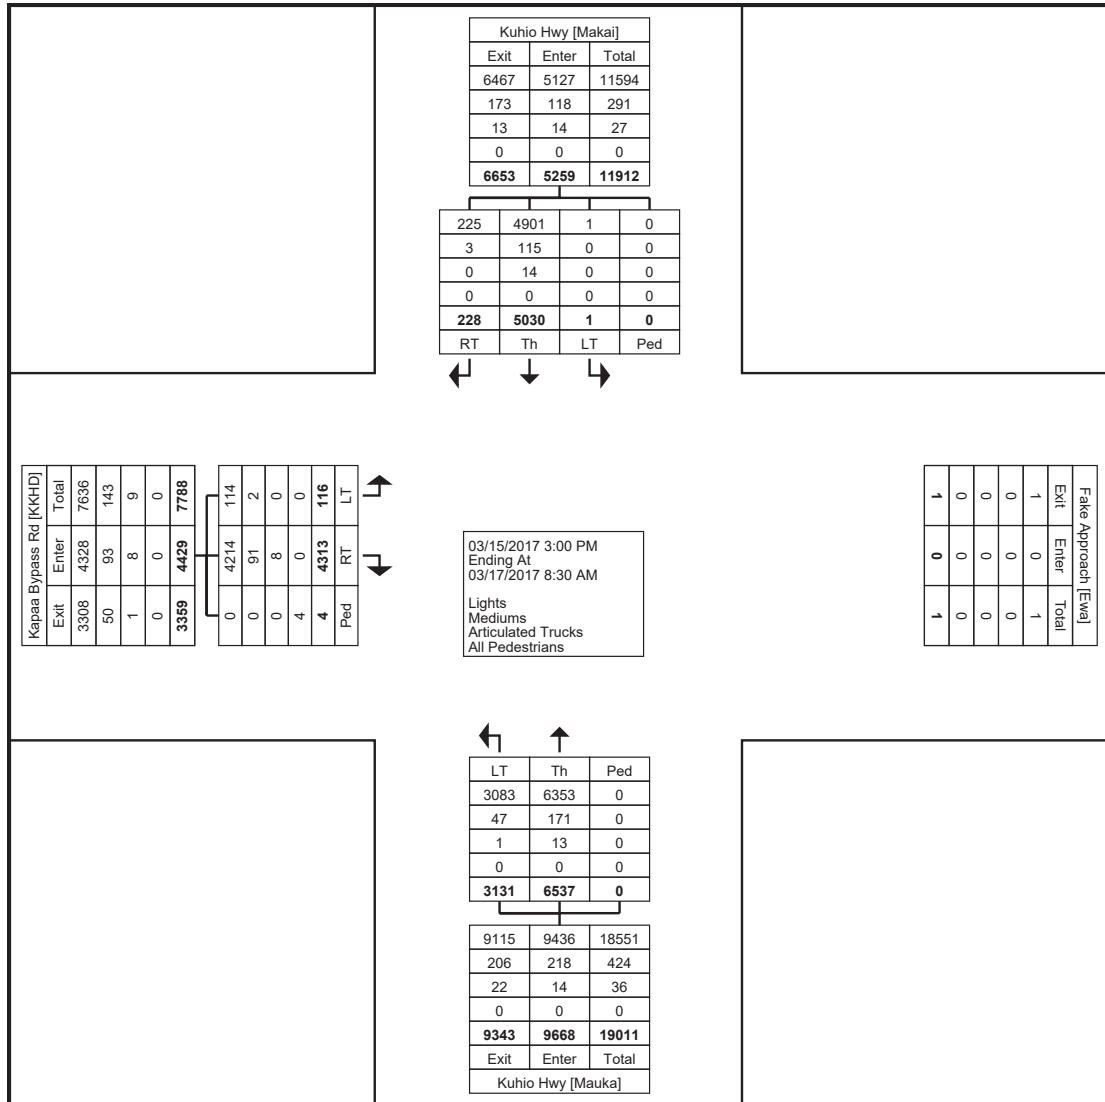 Kuhio Hwy [Makai]
Exit Enter Total
6467 5127 11594
173 118 291
13 14 27
0 0 0
6653 5259 11912
225 4901 1 0
3 115 0 0
0 14 0 0
0 0 0 0
228 5030 1 0
RT Th LT Ped
Kapaa Bypass Rd [KKHD]
Exit Enter Total
3308 4328 7636
50 93 143
1 8 9
0 0 0
3359 4429 7788
0 4214 114
0 91 2
0 8 0
4 0 0
4 4313 116
Ped RT LT
03/15/2017 3:00 PM
Ending At
03/17/2017 8:30 AM
Lights
Mediums
Articulated Trucks
All Pedestrians
Fake Approach [Ewa]
Exit Enter Total
1 0 1
0 0 0
0 0 0
0 0 0
1 0 1
LT Th Ped
3083 6353 0
47 171 0
1 13 0
0 0 0
3131 6537 0
9115 9436 18551
206 218 424
22 14 36
0 0 0
9343 9668 19011
Exit Enter Total
Kuhio Hwy [Mauka]